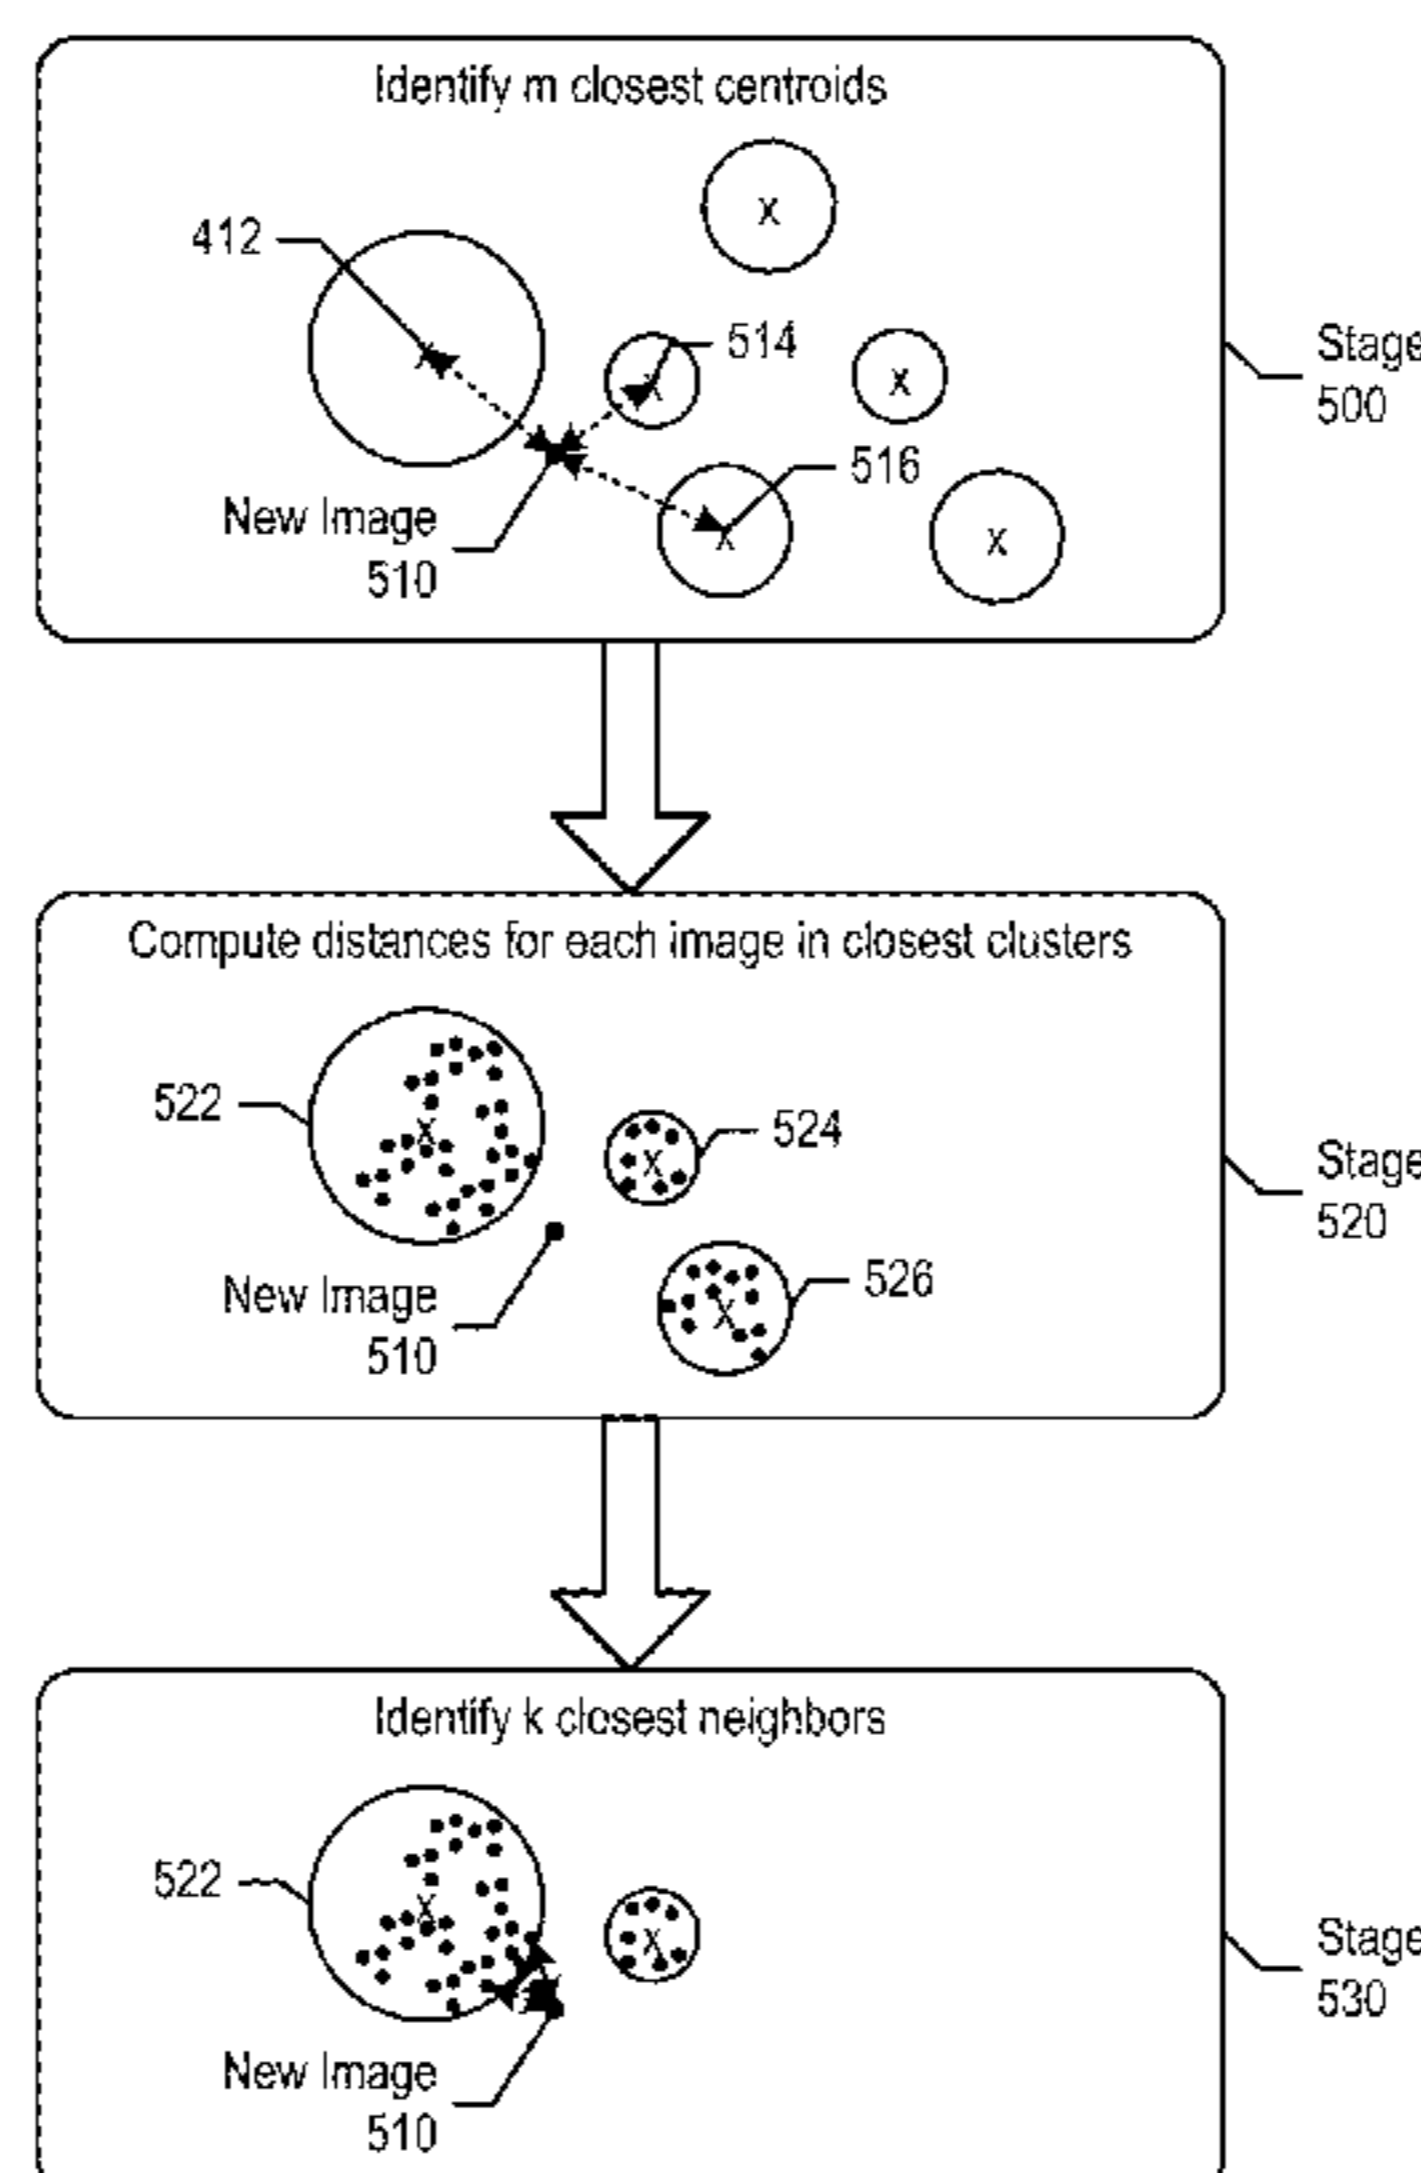 Identify m closest centroids
x
412
514
x
x
Stage
500
x
x
516
New Image
510
x
x
Compute distances for each image in closest clusters
522
x
524
x
Stage
520
New Image
510
526
x
Identify k closest neighbors
522
x
x
Stage
530
New Image
510